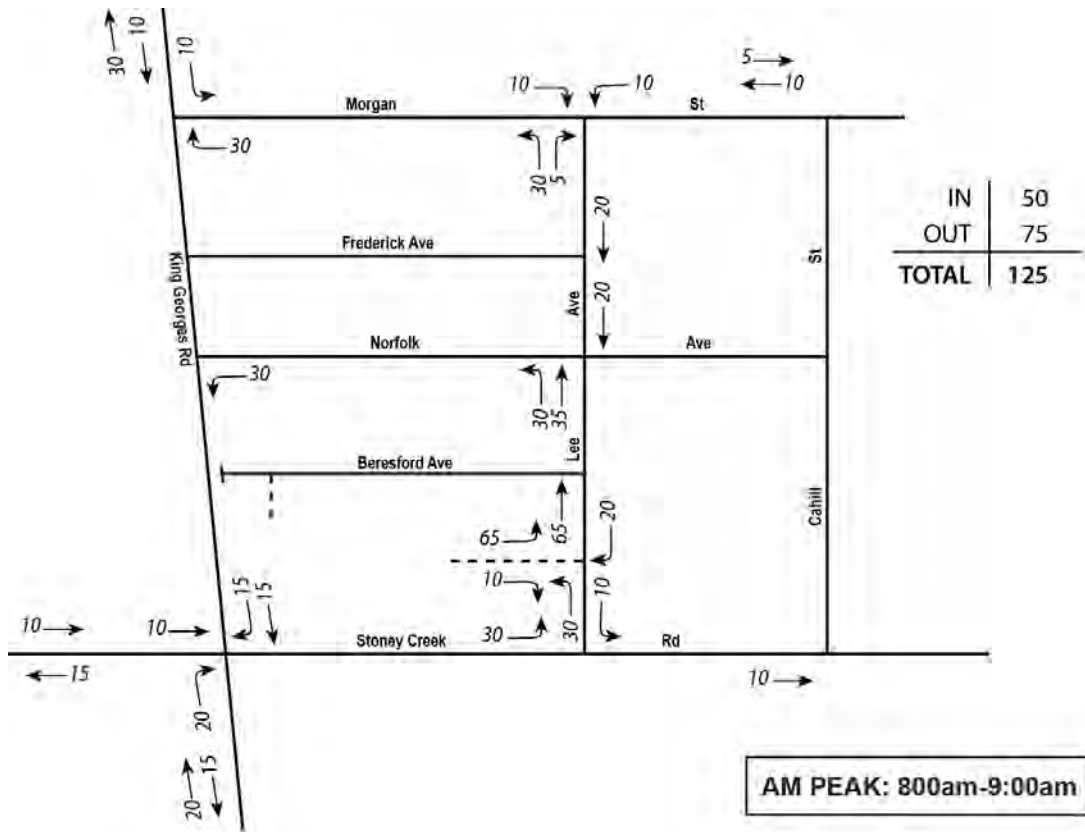 30
10
10
5
10
10
10
Morgan
St
30
30
5
20
IN 50
OUT 75
TOTAL 125
Frederick Ave
St
King Georges Rd
Ave
20
Norfolk
Ave
30
30
35
Lee
Beresford Ave
Cahill
20
65
65
10
10
30
30
15
15
10
10
Stoney Creek
Rd
15
10
20
20
15
AM PEAK: 800am-9:00am